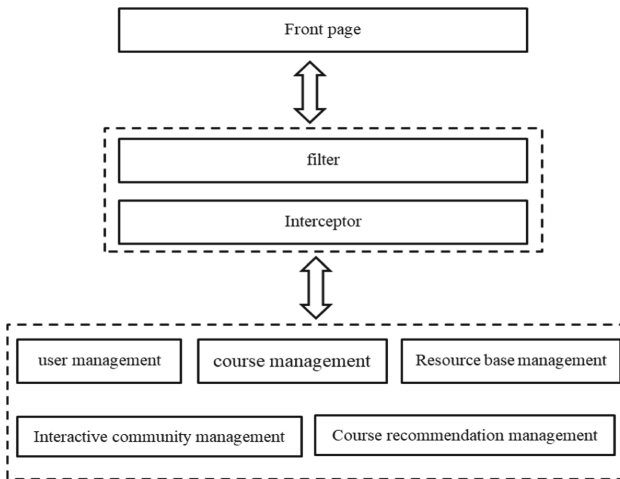 Front page
filter
Interceptor
user management
course management
Resource base management
Interactive community management
Course recommendation management